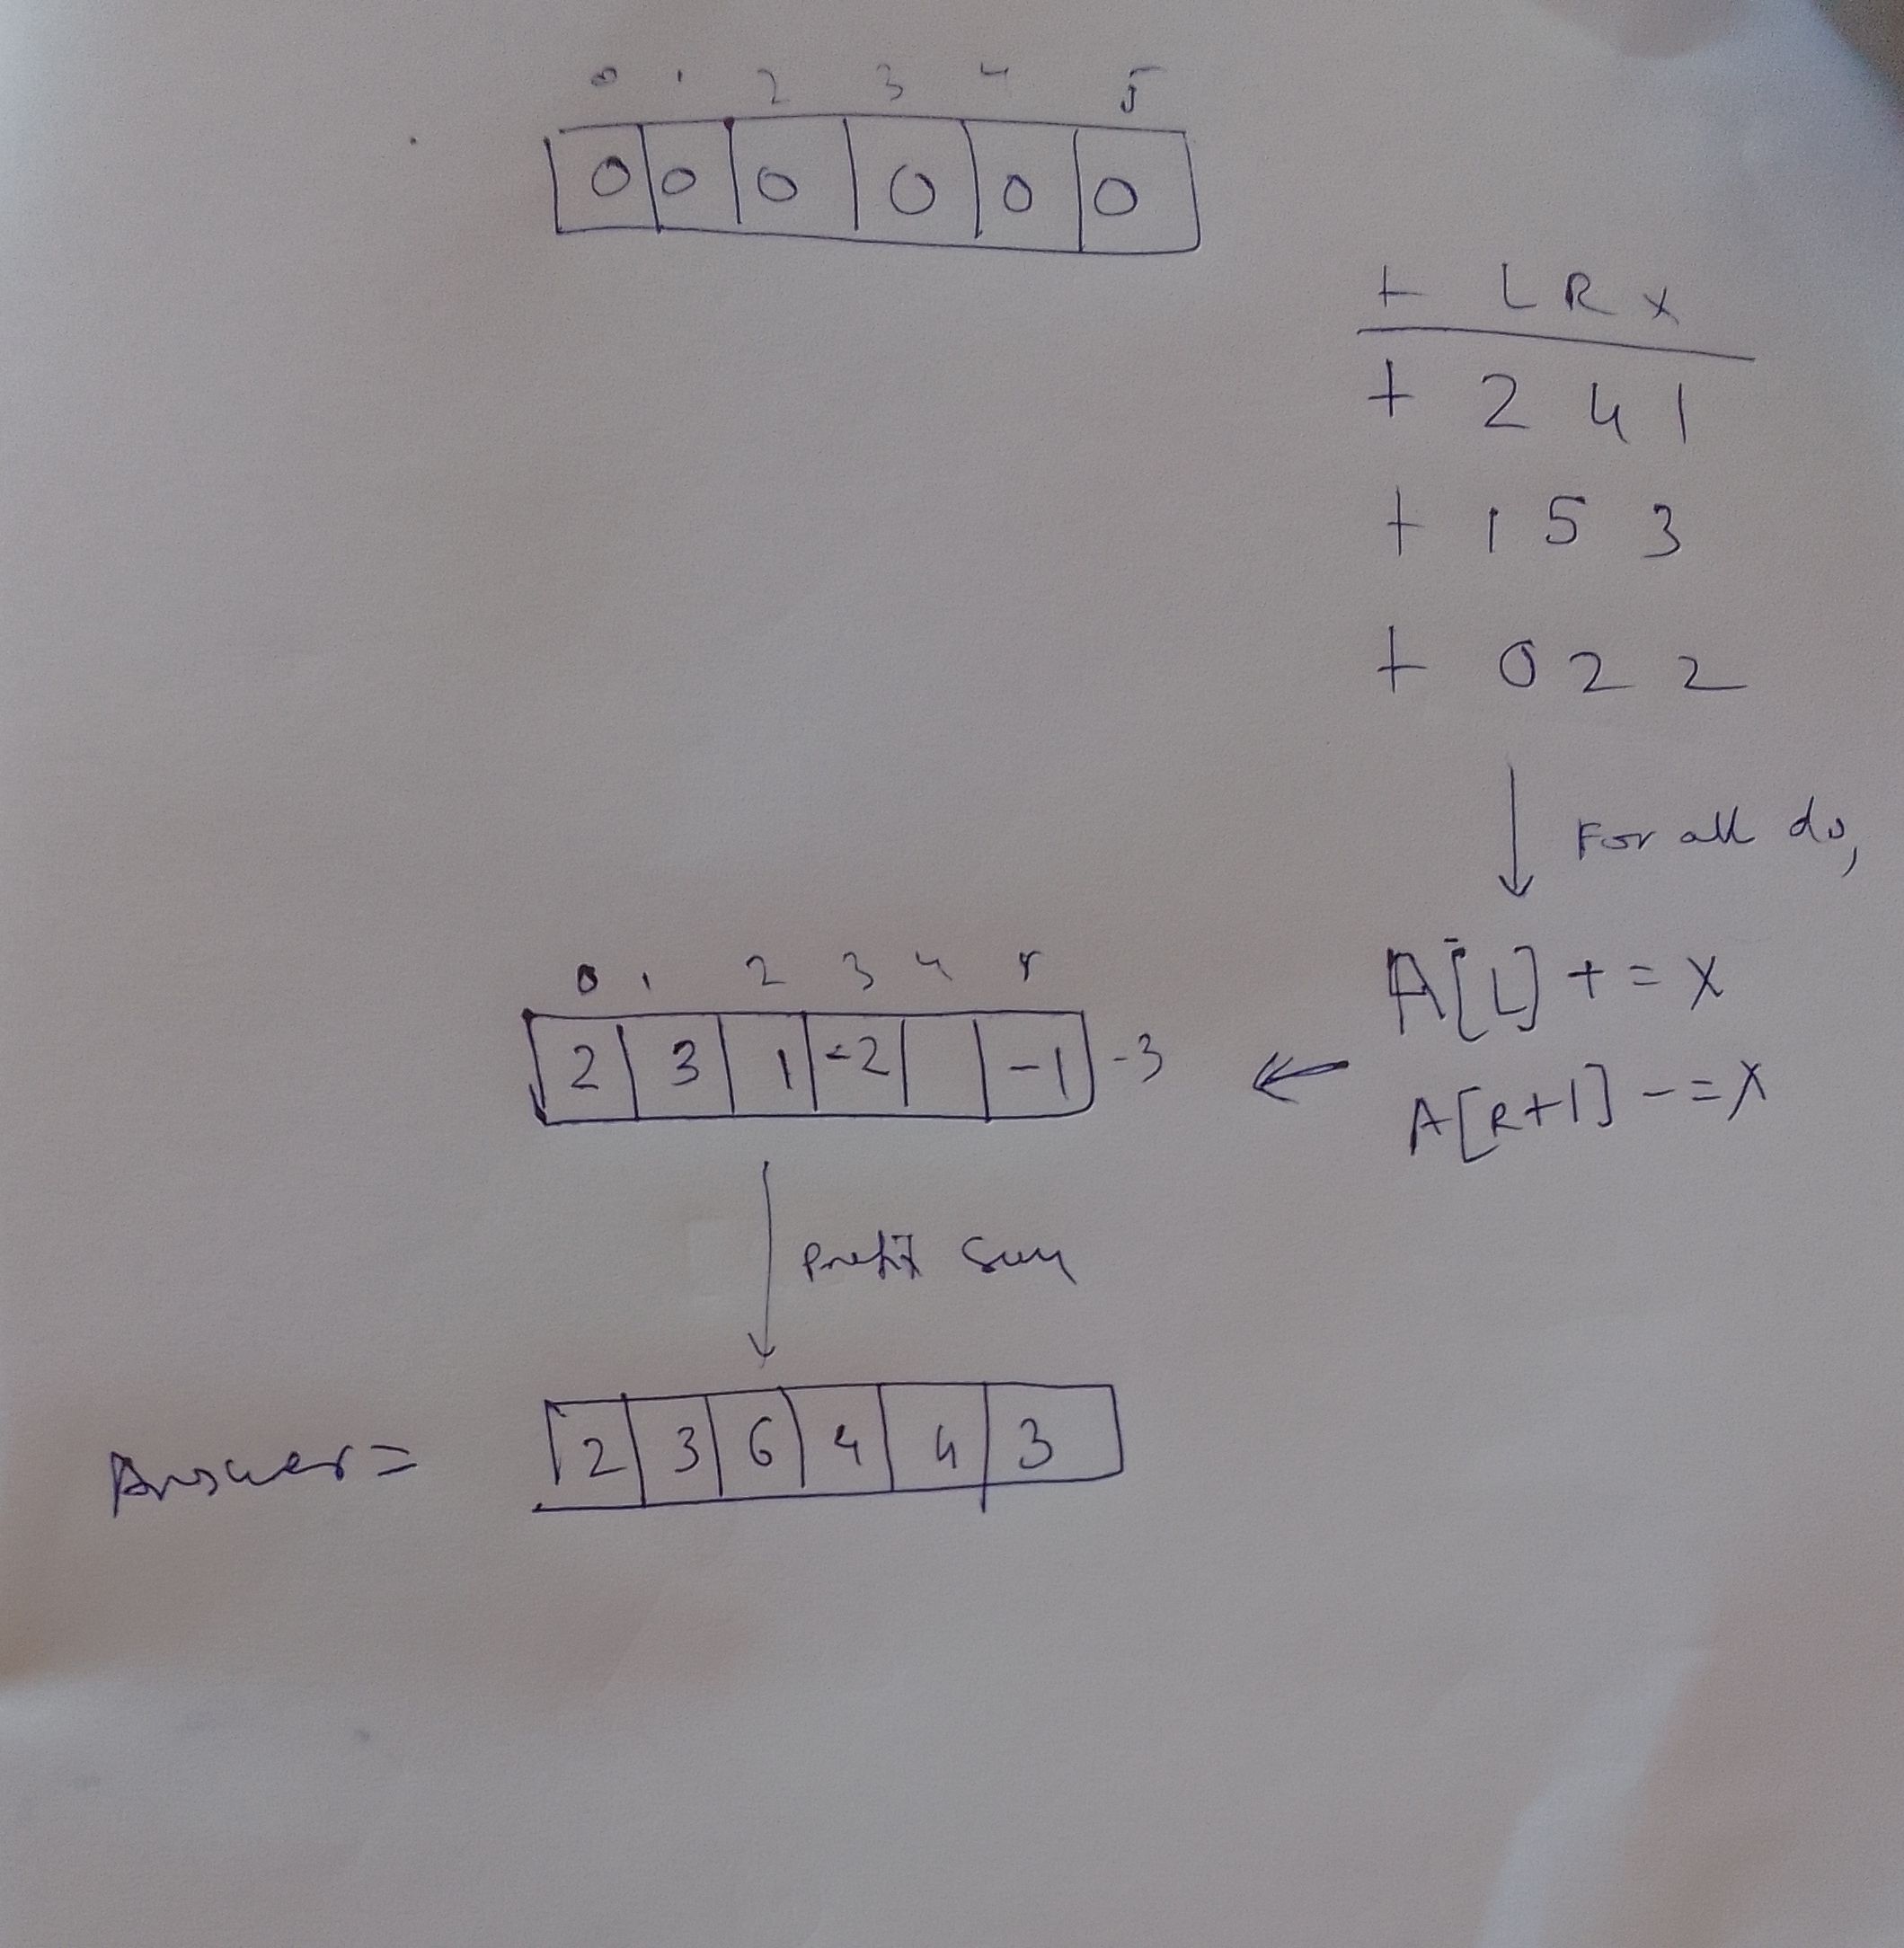 0 1 2 3 4 5
0 0 0 0 0 0
+ L R x
+ 2 4 1
+ 1 5 3
+ 0 2 2
For all do,
A[L] += X
A[R+1] -= X
0 1 2 3 4 5
2 3 1 -2 -1 -3
Prefix Sum
Answer = 2 3 6 4 4 3